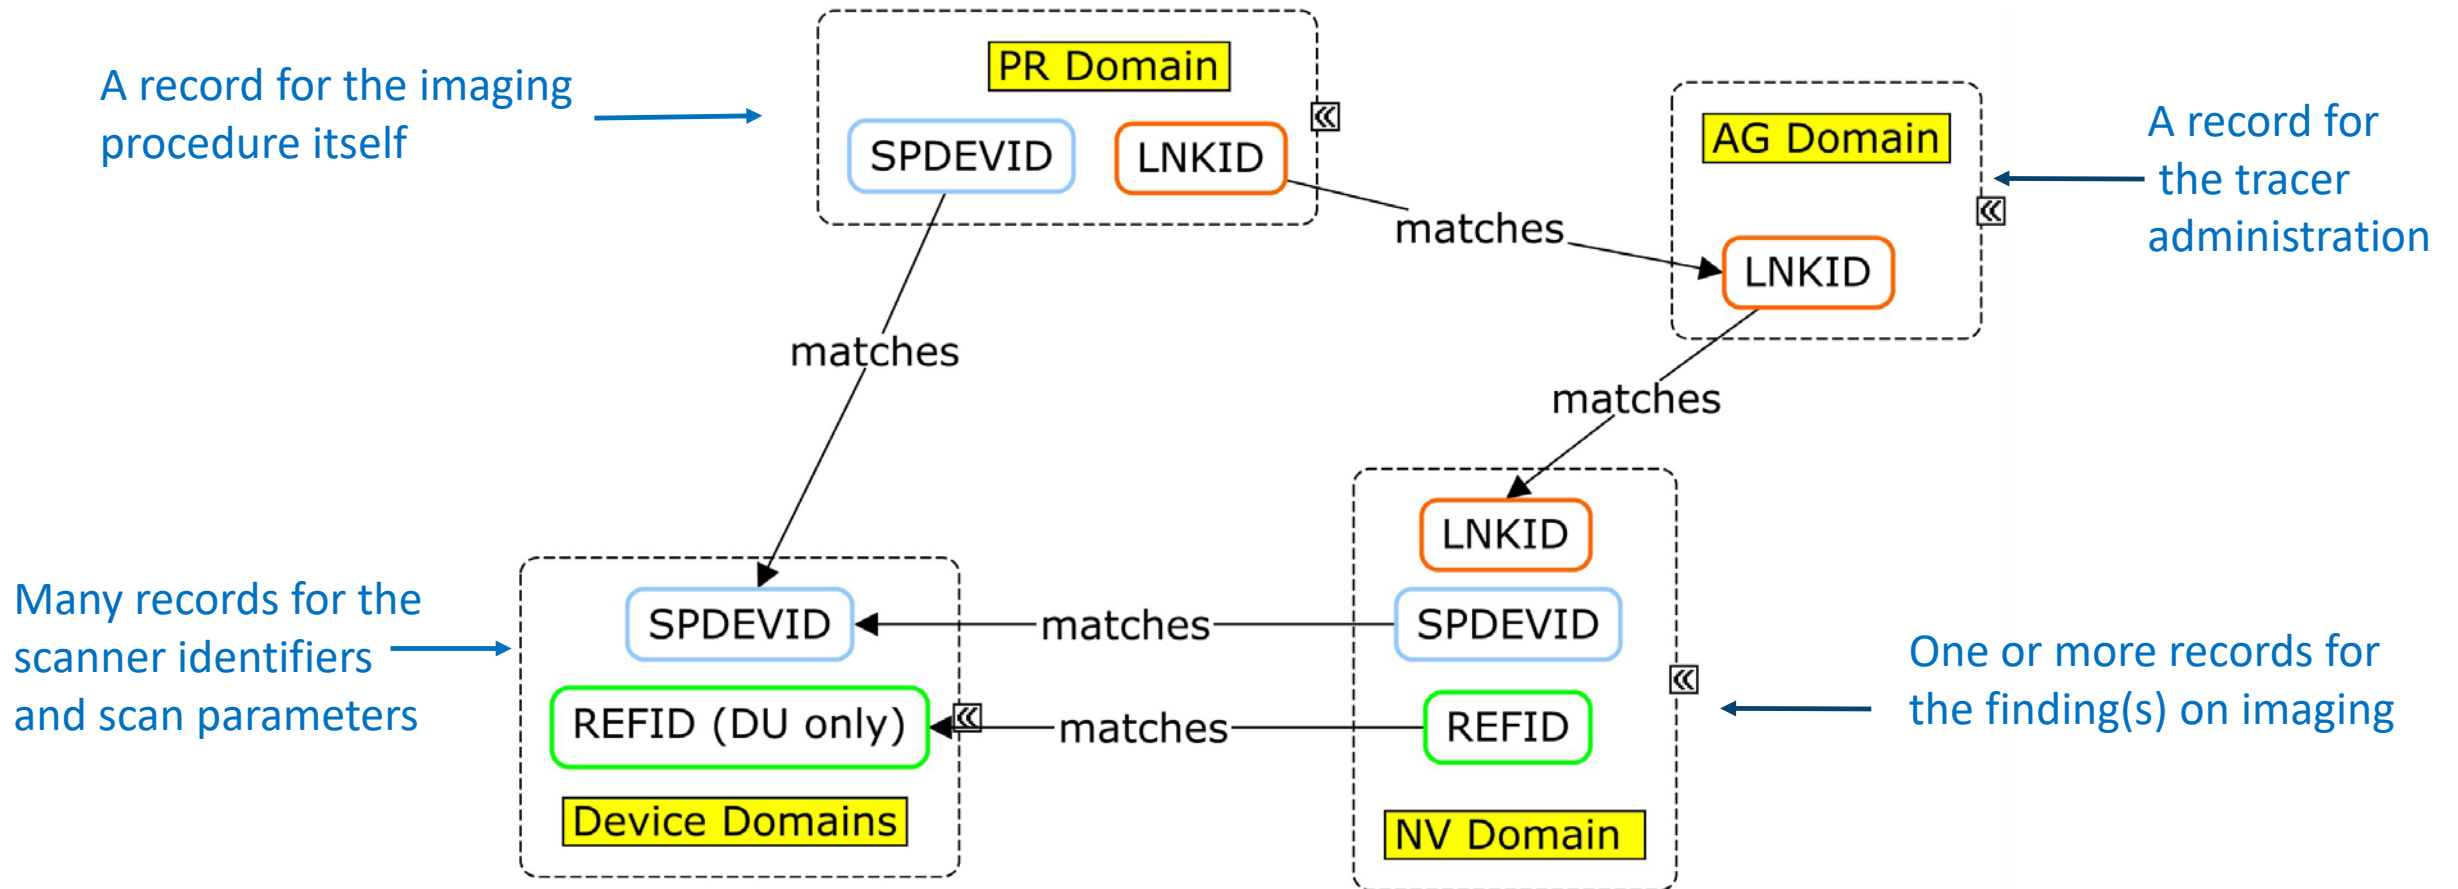 A record for the imaging
procedure itself
PR Domain
SPDEVID
LNKID
AG Domain
LNKID
A record for
the tracer
administration
matches
matches
matches
Many records for the
scanner identifiers
and scan parameters
SPDEVID
REFID (DU only)
Device Domains
matches
matches
LNKID
SPDEVID
REFID
NV Domain
One or more records for
the finding(s) on imaging